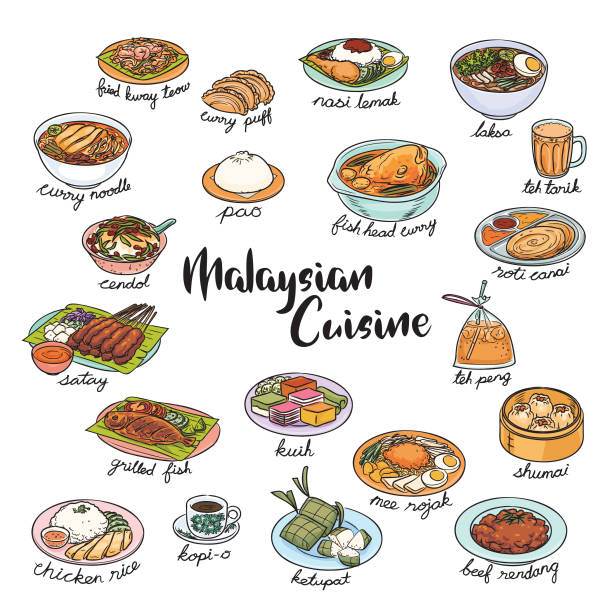 fried kway teow
curry puff
nasi lemak
laksa
curry noodle
pao
fish head curry
teh tarik
cendol
Malaysian
Cuisine
roti canai
satay
teh peng
grilled fish
kuih
mee rojak
shumai
chicken rice
kopi-o
ketupat
beef rendang